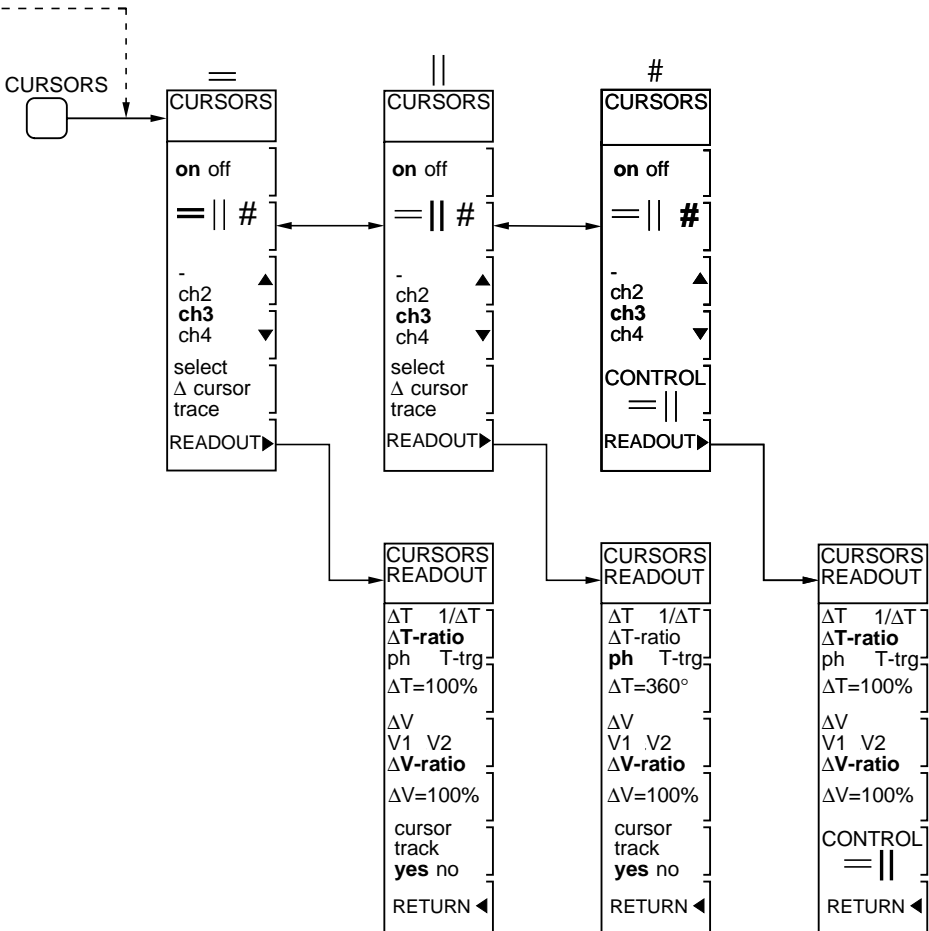 CURSORS
=
CURSORS
on off
= || #
-
ch2
ch3
ch4
select
Δ cursor
trace
READOUT▶
||
CURSORS
on off
= || #
-
ch2
ch3
ch4
select
Δ cursor
trace
READOUT▶
#
CURSORS
on off
= || #
-
ch2
ch3
ch4
CONTROL
= ||
READOUT▶
CURSORS
READOUT
ΔT 1/ΔT
ΔT-ratio
ph T-trg
ΔT=100%
ΔV
V1 V2
ΔV-ratio
ΔV=100%
cursor
track
yes no
RETURN◀
CURSORS
READOUT
ΔT 1/ΔT
ΔT-ratio
ph T-trg
ΔT=360°
ΔV
V1 .V2
ΔV-ratio
ΔV=100%
cursor
track
yes no
RETURN◀
CURSORS
READOUT
ΔT 1/ΔT
ΔT-ratio
ph T-trg
ΔT=100%
ΔV
V1 V2
ΔV-ratio
ΔV=100%
CONTROL
= ||
RETURN◀